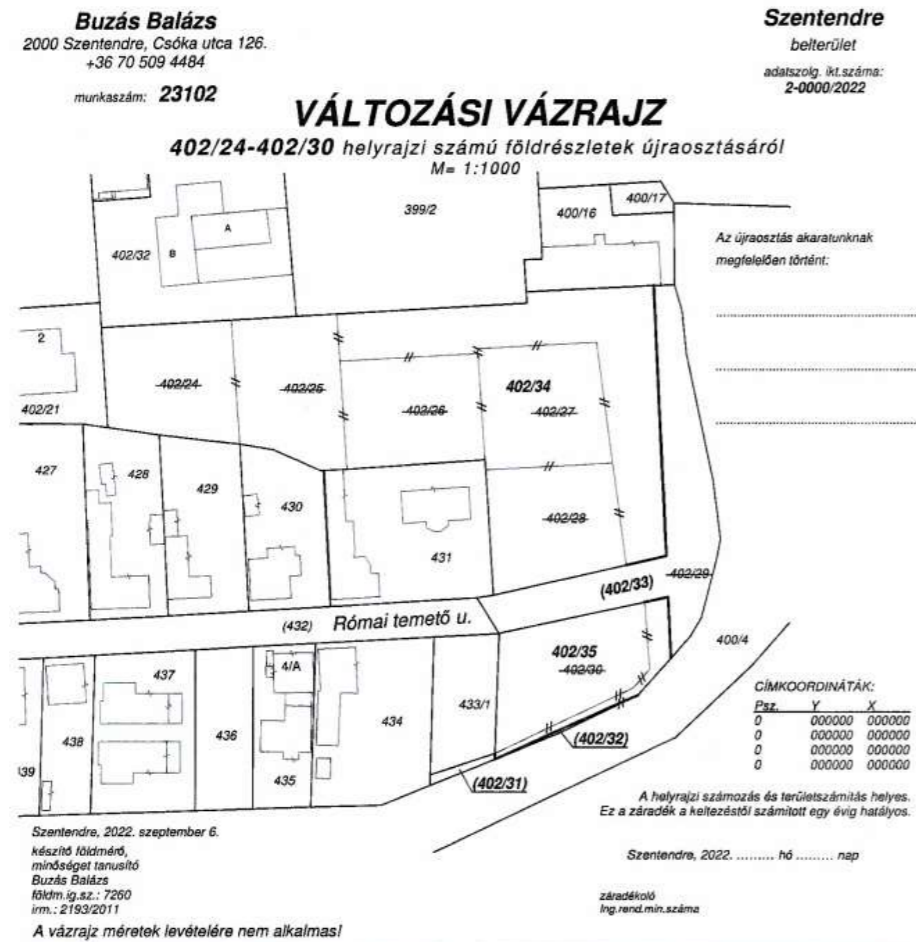 Buzás Balázs
2000 Szentendre, Csóka utca 126.
+36 70 509 4484
munkaszám: 23102
Szentendre
belterület
adatszolg. ikt.száma:
2-0000/2022
VÁLTOZÁSI VÁZRAJZ
402/24-402/30 helyrajzi számú földrészletek újraosztásáról
M= 1:1000
399/2
400/16
400/17
402/32
B
A
Az újraosztás akaratunknak
megfelelően történt:
2
402/21
402/24
402/25
402/26
402/34
402/27
427
428
429
430
431
402/28
(402/33)
402/29
(432)
Római temető u.
400/4
402/35
402/30
437
4/A
438
436
434
433/1
439
435
(402/32)
(402/31)
CÍMKOORDINÁTÁK:
Psz. Y X
0 000000 000000
0 000000 000000
0 000000 000000
0 000000 000000
A helyrajzi számozás és területszámítás helyes.
Ez a záradék a keltezéstől számított egy évig hatályos.
Szentendre, 2022. szeptember 6.
készítő földmérő,
minőséget tanusító
Buzás Balázs
földm.ig.sz.: 7260
irm.: 2193/2011
Szentendre, 2022. ......... hó ......... nap
záradékoló
Ing.rend.min.száma
A vázrajz méretek levételére nem alkalmas!